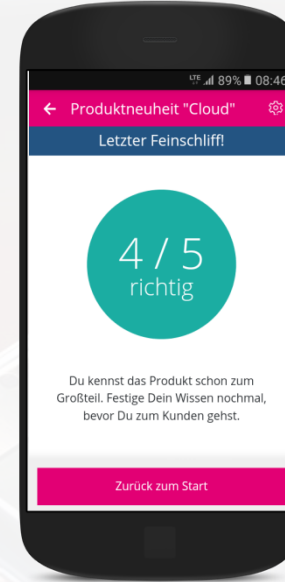 LTE 89% 08:46
Produktneuheit "Cloud"
Letzter Feinschliff!
4 / 5
richtig
Du kennst das Produkt schon zum
Großteil. Festige Dein Wissen nochmal,
bevor Du zum Kunden gehst.
Zurück zum Start